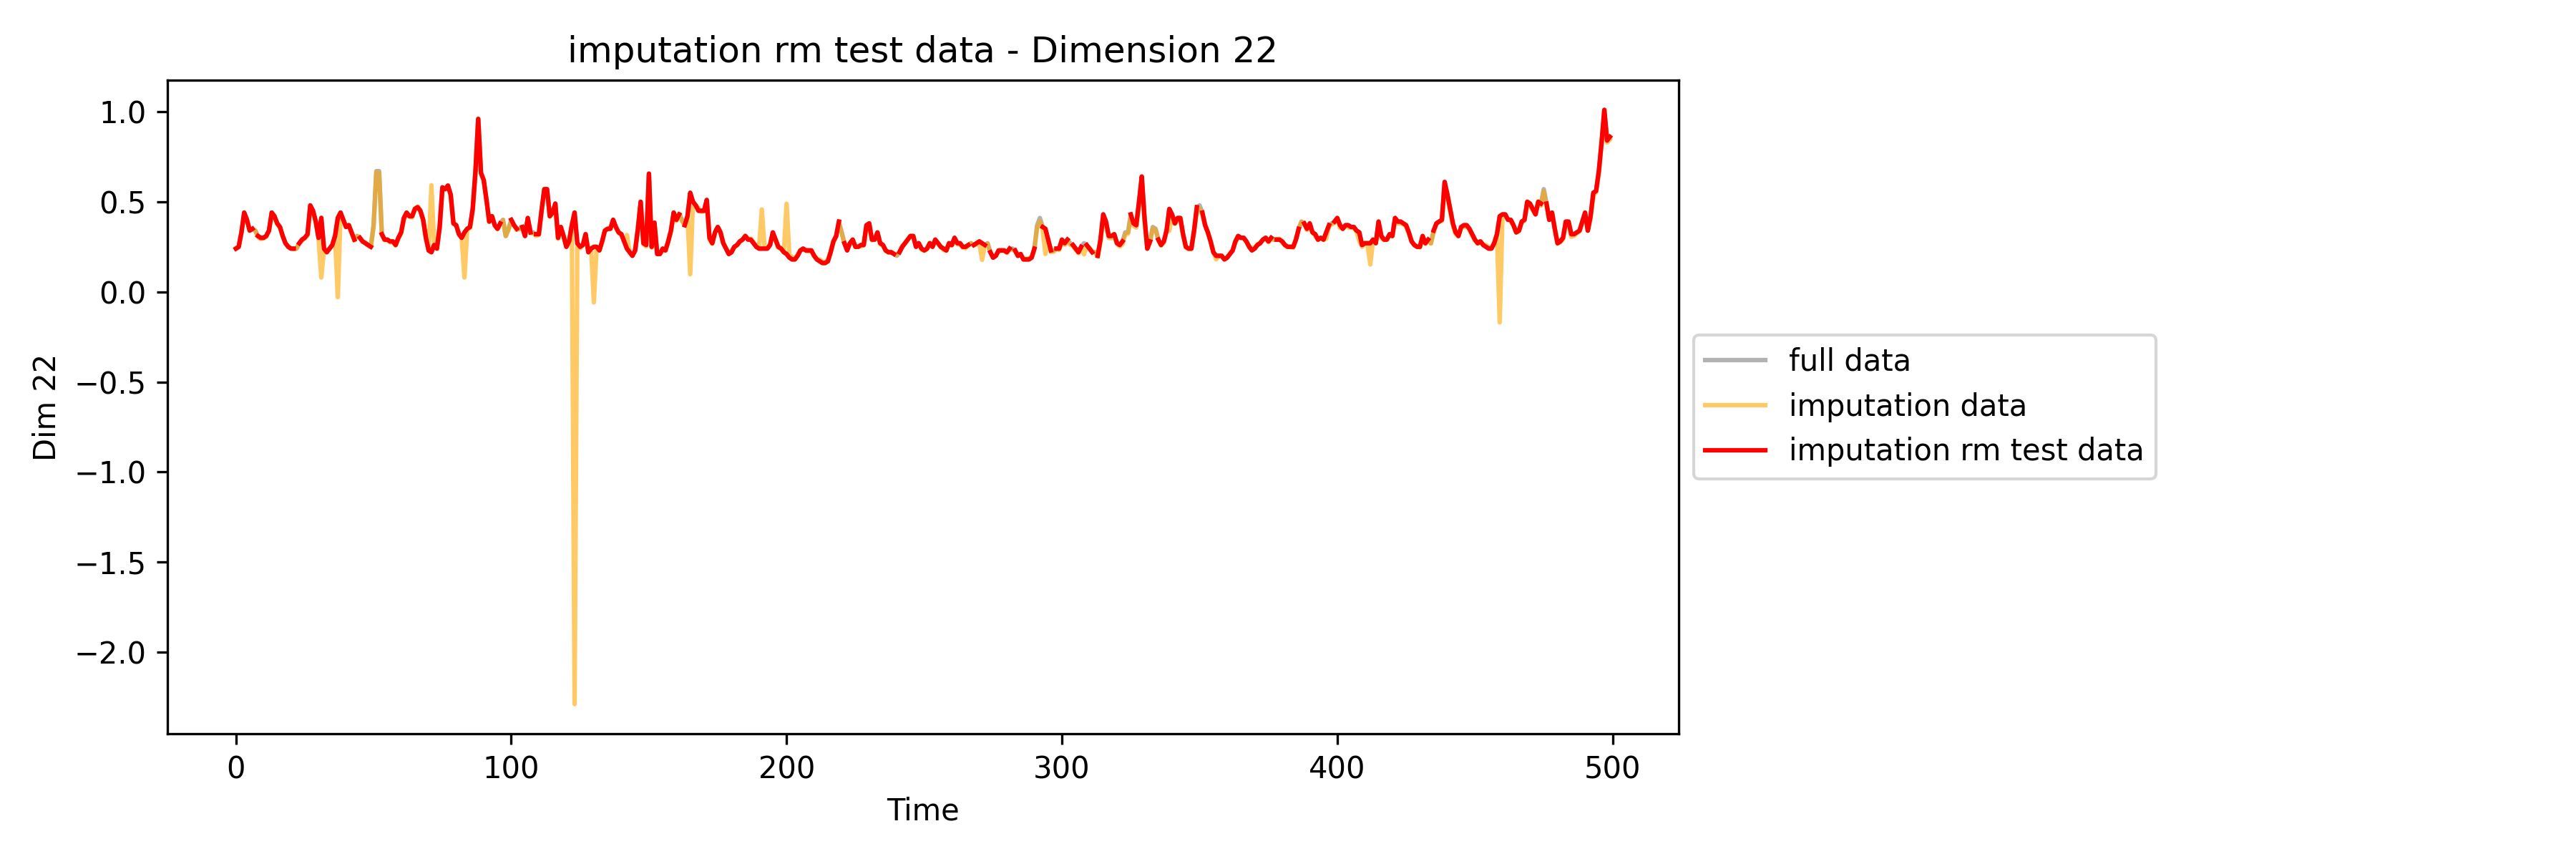 imputation rm test data - Dimension 22
1.0
0.5
0.0
−0.5
−1.0
−1.5
−2.0
Dim 22
0 100 200 300 400 500
Time
full data
imputation data
imputation rm test data